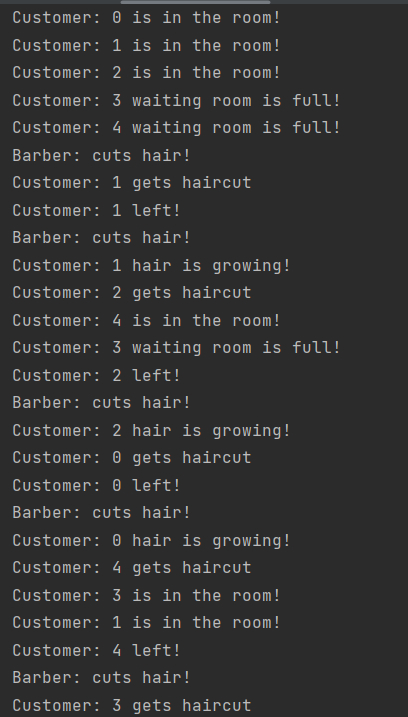 Customer: 0 is in the room!
Customer: 1 is in the room!
Customer: 2 is in the room!
Customer: 3 waiting room is full!
Customer: 4 waiting room is full!
Barber: cuts hair!
Customer: 1 gets haircut
Customer: 1 left!
Barber: cuts hair!
Customer: 1 hair is growing!
Customer: 2 gets haircut
Customer: 4 is in the room!
Customer: 3 waiting room is full!
Customer: 2 left!
Barber: cuts hair!
Customer: 2 hair is growing!
Customer: 0 gets haircut
Customer: 0 left!
Barber: cuts hair!
Customer: 0 hair is growing!
Customer: 4 gets haircut
Customer: 3 is in the room!
Customer: 1 is in the room!
Customer: 4 left!
Barber: cuts hair!
Customer: 3 gets haircut